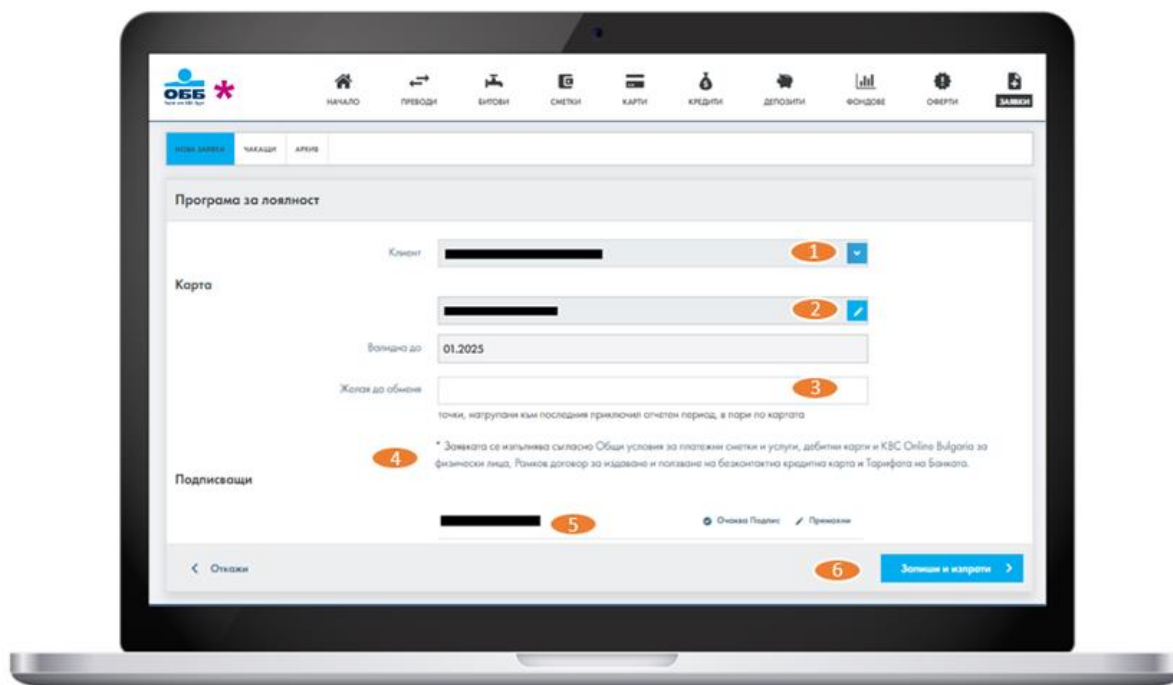 ОББ
НАЧАЛО
ПРЕВОДИ
БИТОВИ
СМЕТКИ
КАРТИ
КРЕДИТИ
ДЕПОЗИТИ
ФОНДОВЕ
ОФЕРТИ
ЗАЯВКИ
НОВА ЗАЯВКА ЧАКАЩИ АРХИВ
Програма за лоялност
Клиент
1
Карта
2
Валидна до 01.2025
Желая да обменя
3
точки, натрупани към последния приключил отчетен период, в пари по картата
* Заявката се изпълнява съгласно Общи условия за платежни сметки и услуги, дебитни карти и KBC Online Bulgaria за
4 физически лица, Рамков договор за издаване и ползване на безконтактна кредитна карта и Тарифата на Банката.
Подписващи
5 Очаква Подпис Премахни
Откажи 6 Запиши и изпрати